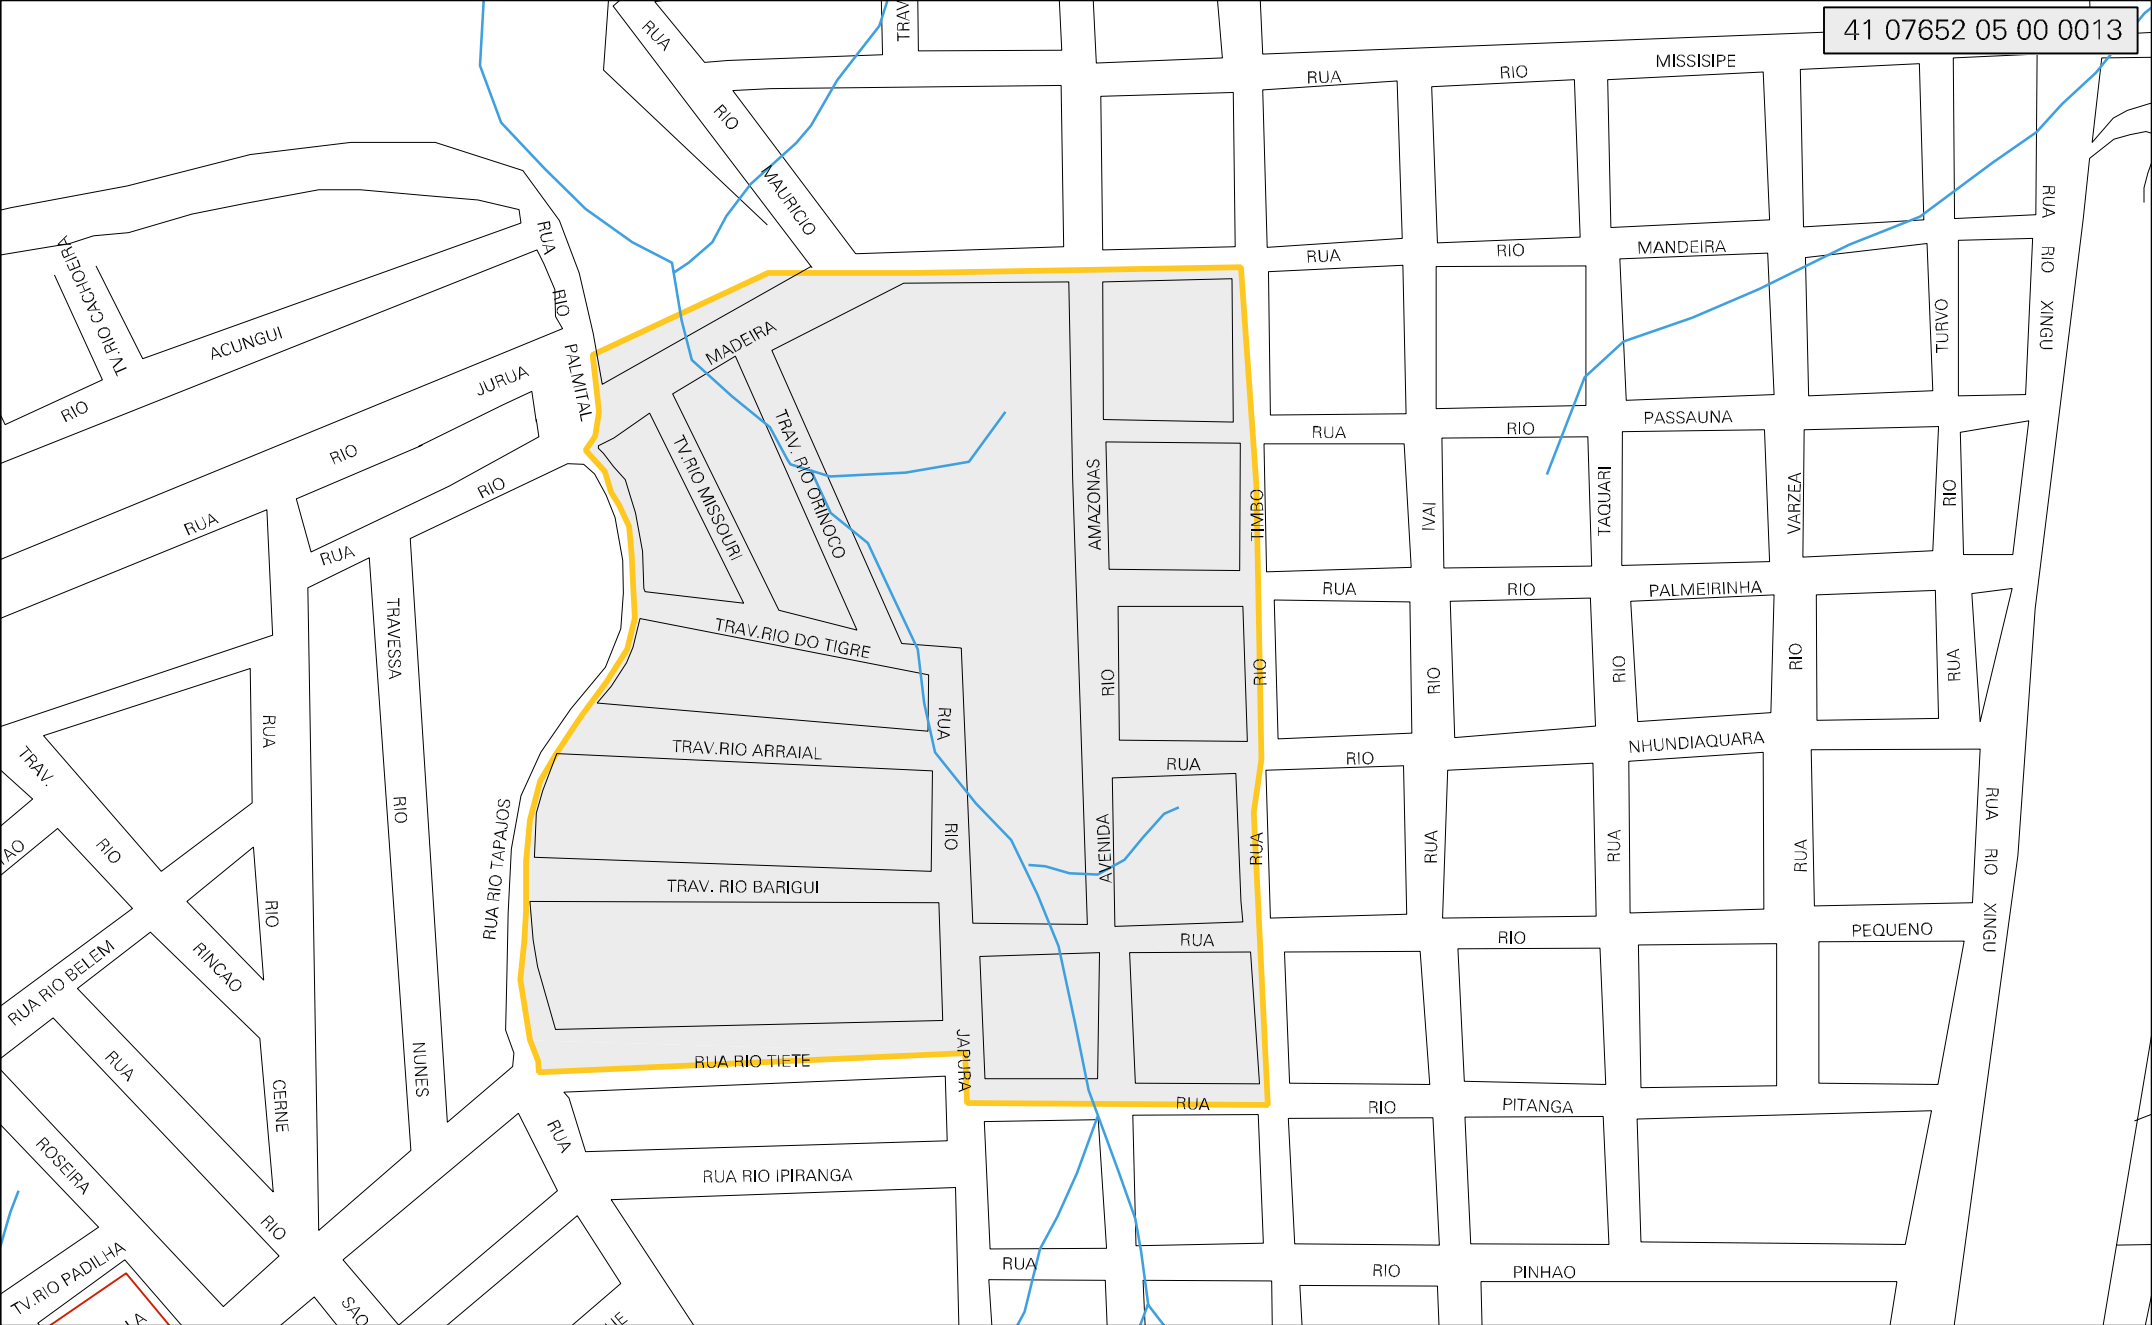 41 07652 05 00 0013
TRAV
RUA
RIO
MAURICIO
RUA RIO MISSISIPE
RUA RIO MANDEIRA
RUA RIO PASSAUNA
RUA RIO PALMEIRINHA
RUA RIO NHUNDIAQUARA
RUA RIO PEQUENO
RUA RIO PITANGA
RUA RIO PINHAO
RUA RIO XINGU
RUA RIO XINGU
TURVO
RIO
RUA
VARZEA
RIO
RUA
TAQUARI
RIO
RUA
IVAI
RIO
RUA
TIMBO
RIO
RUA
AMAZONAS
RIO
AVENIDA
MADEIRA
TRAV. RIO ORINOCO
TV.RIO MISSOURI
TRAV.RIO DO TIGRE
TRAV.RIO ARRAIAL
TRAV. RIO BARIGUI
RUA RIO TIETE
RUA RIO IPIRANGA
RUA
RIO
JAPURA
RUA
RIO
PALMITAL
TV.RIO CACHOEIRA
TV.RIO CACHOEIRA
RIO
ACUNGUI
RUA
RIO
JURUA
RUA
RIO
RUA RIO TAPAJOS
TRAVESSA
RIO
NUNES
RUA
RIO
CERNE
TRAV.
RIO
RINCAO
RUA RIO BELEM
RUA
RIO
ROSEIRA
TV.RIO PADILHA
RUA
SAO